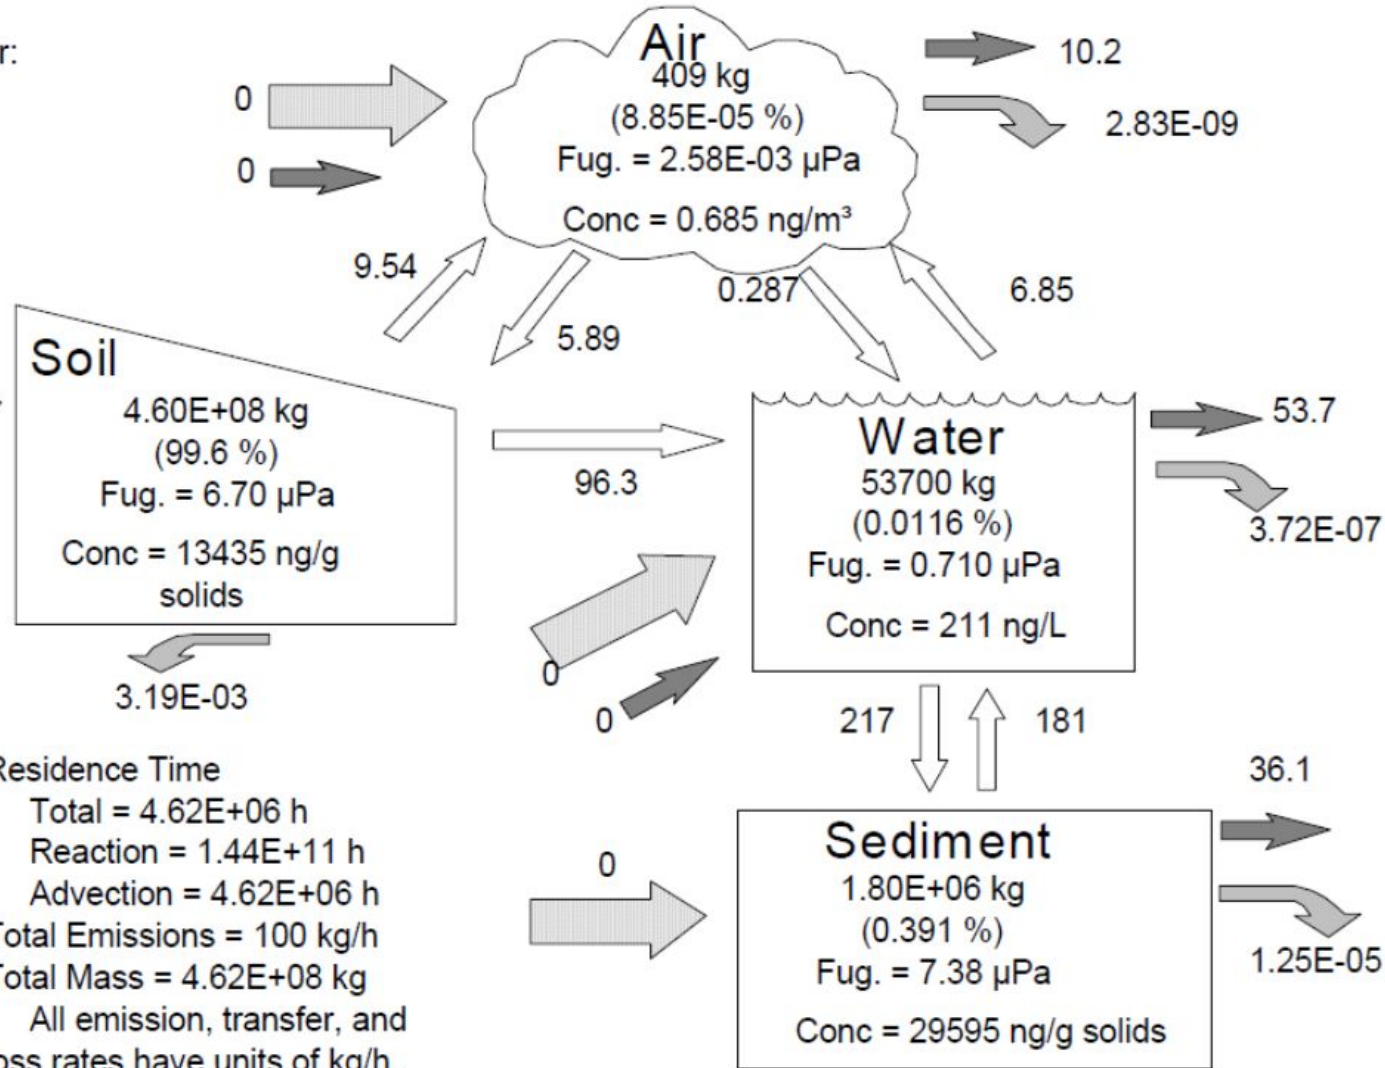 r:
Air
409 kg
(8.85E-05 %)
Fug. = 2.58E-03 µPa
Conc = 0.685 ng/m³
0
0
10.2
2.83E-09
9.54
5.89
0.287
6.85
Soil
4.60E+08 kg
(99.6 %)
Fug. = 6.70 µPa
Conc = 13435 ng/g
solids
3.19E-03
96.3
Water
53700 kg
(0.0116 %)
Fug. = 0.710 µPa
Conc = 211 ng/L
53.7
3.72E-07
0
0
217
181
Residence Time
Total = 4.62E+06 h
Reaction = 1.44E+11 h
Advection = 4.62E+06 h
Total Emissions = 100 kg/h
Total Mass = 4.62E+08 kg
All emission, transfer, and
loss rates have units of kg/h
0
Sediment
1.80E+06 kg
(0.391 %)
Fug. = 7.38 µPa
Conc = 29595 ng/g solids
36.1
1.25E-05